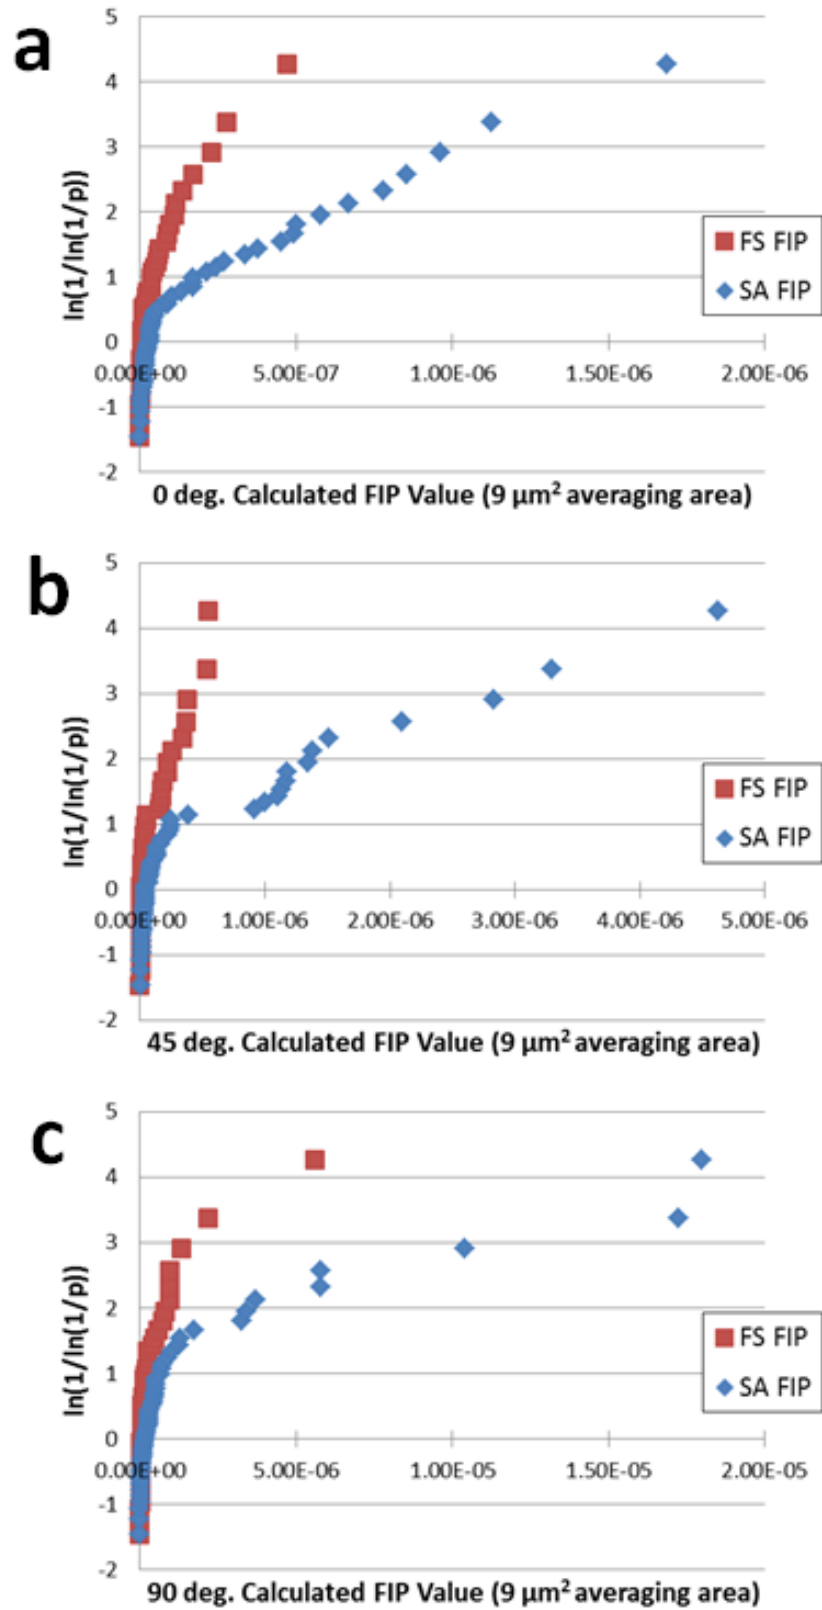 a
5
4
3
2
1
0
-1
-2
ln(1/ln(1/p))
0.00E+00 5.00E-07 1.00E-06 1.50E-06 2.00E-06
FS FIP
SA FIP
0 deg. Calculated FIP Value (9 µm² averaging area)
b
5
4
3
2
1
0
-1
-2
ln(1/ln(1/p))
0.00E+00 1.00E-06 2.00E-06 3.00E-06 4.00E-06 5.00E-06
FS FIP
SA FIP
45 deg. Calculated FIP Value (9 µm² averaging area)
c
5
4
3
2
1
0
-1
-2
ln(1/ln(1/p))
0.00E+00 5.00E-06 1.00E-05 1.50E-05 2.00E-05
FS FIP
SA FIP
90 deg. Calculated FIP Value (9 µm² averaging area)